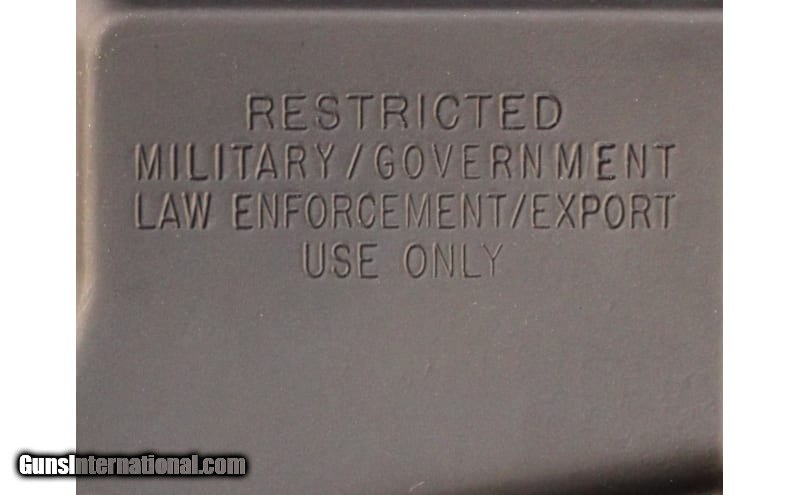 RESTRICTED
MILITARY/GOVERNMENT
LAW ENFORCEMENT/EXPORT
USE ONLY
GunsInternational.com